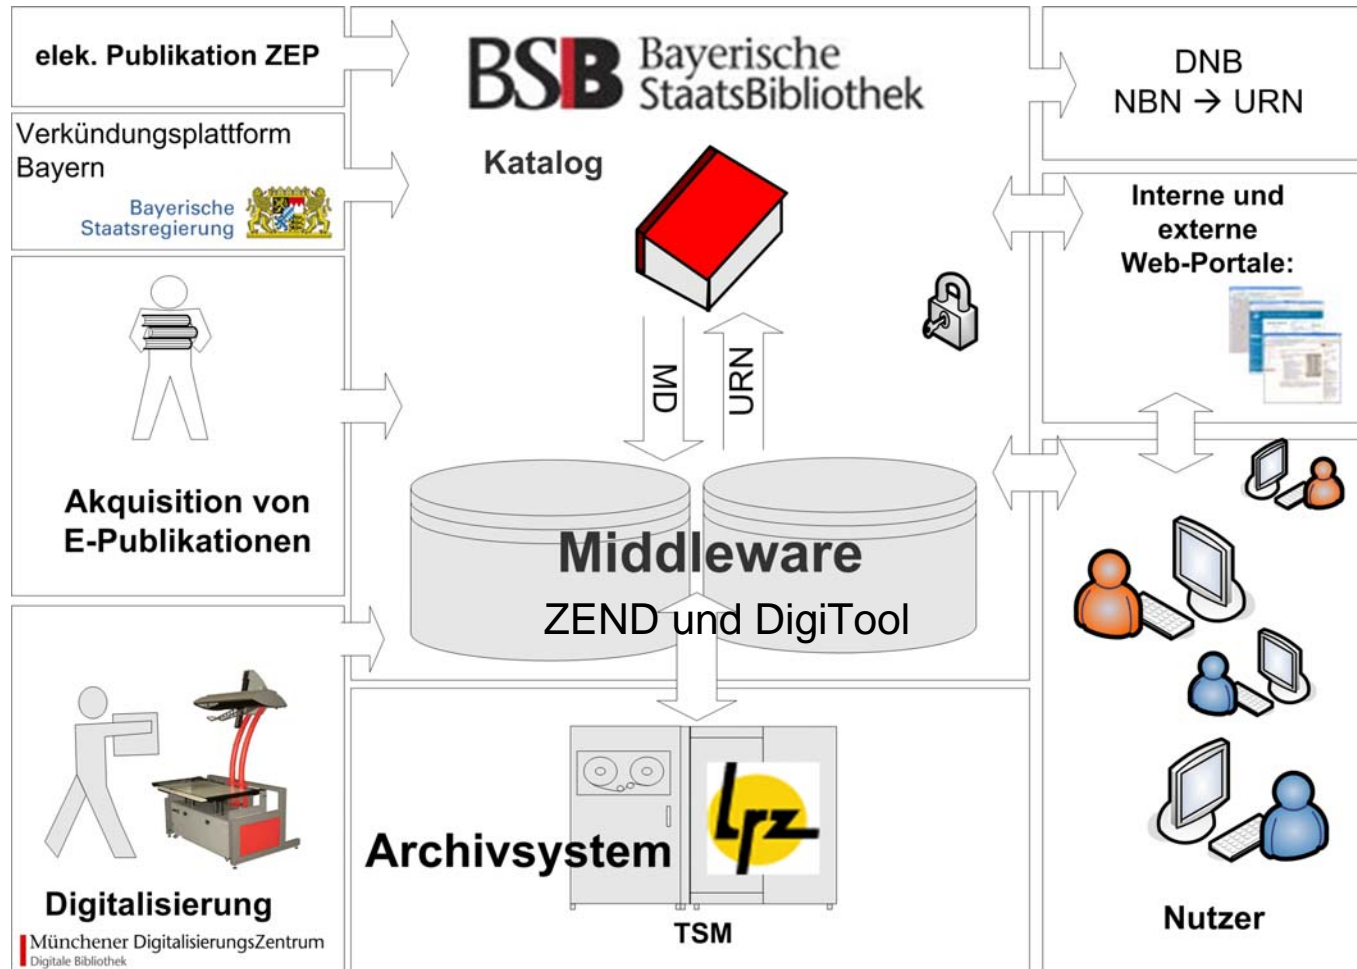 elek. Publikation ZEP
Verkündungsplattform
Bayern
Bayerische
Staatsregierung
Akquisition von
E-Publikationen
Digitalisierung
Münchener DigitalisierungsZentrum
Digitale Bibliothek
BSB Bayerische
StaatsBibliothek
Katalog
MD
URN
Middleware
ZEND und DigiTool
Archivsystem
lrz
TSM
DNB
NBN → URN
Interne und
externe
Web-Portale:
Nutzer